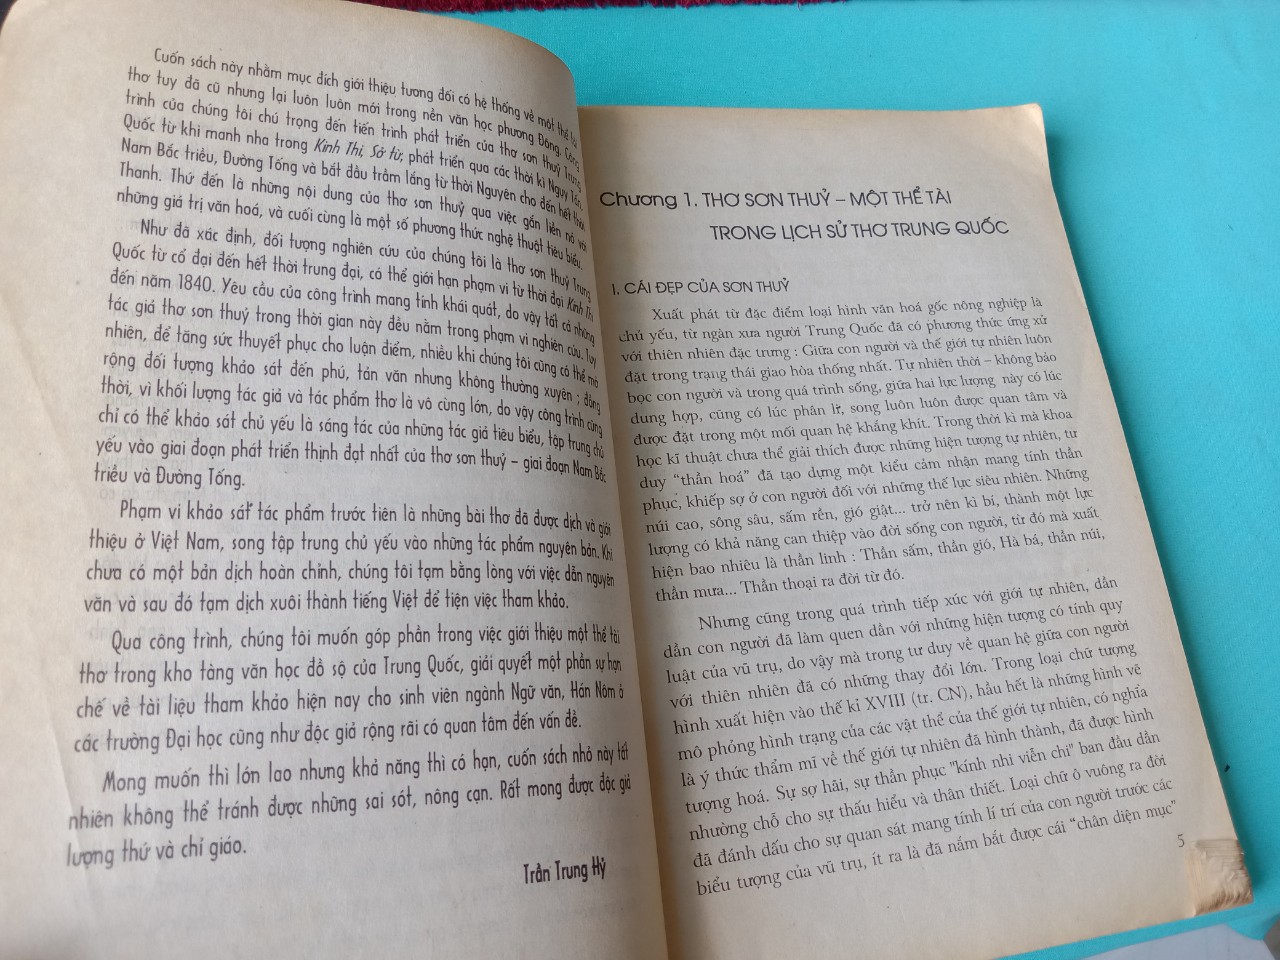 Cuốn sách này nhằm mục đích giới thiệu tương đối có hệ thống về một thể tài
thơ tuy đã cũ nhưng lại luôn luôn mới trong nền văn học phương Đông. Công
trình của chúng tôi chú trọng đến tiến trình phát triển của thơ sơn thuỷ Trung
Quốc từ khi manh nha trong Kinh Thi, Sở từ, phát triển qua các thời kì Nguỵ Tấn,
Nam Bắc triều, Đường Tống và bắt đầu trầm lắng từ thời Nguyên cho đến hết thời
Thanh. Thứ đến là những nội dung của thơ sơn thuỷ qua việc gắn liền nó với
những giá trị văn hoá, và cuối cùng là một số phương thức nghệ thuật tiêu biểu.
Như đã xác định, đối tượng nghiên cứu của chúng tôi là thơ sơn thuỷ Trung
Quốc từ cổ đại đến hết thời trung đại, có thể giới hạn phạm vi từ thời đại Kinh Thi
đến năm 1840. Yêu cầu của công trình mang tính khái quát, do vậy tất cả những
tác giả thơ sơn thuỷ trong thời gian này đều nằm trong phạm vi nghiên cứu, tuy
nhiên, để tăng sức thuyết phục cho luận điểm, nhiều khi chúng tôi cũng có thể mở
rộng đối tượng khảo sát đến phú, tản văn nhưng không thường xuyên ; đồng
thời, vì khối lượng tác giả và tác phẩm thơ là vô cùng lớn, do vậy công trình cũng
chỉ có thể khảo sát chủ yếu là sáng tác của những tác giả tiêu biểu, tập trung chủ
yếu vào giai đoạn phát triển thịnh đạt nhất của thơ sơn thuỷ – giai đoạn Nam Bắc
triều và Đường Tống.
Phạm vi khảo sát tác phẩm trước tiên là những bài thơ đã được dịch và giới
thiệu ở Việt Nam, song tập trung chủ yếu vào những tác phẩm nguyên bản. Khi
chưa có một bản dịch hoàn chỉnh, chúng tôi tạm bằng lòng với việc dẫn nguyên
văn và sau đó tạm dịch xuôi thành tiếng Việt để tiện việc tham khảo.
Qua công trình, chúng tôi muốn góp phần trong việc giới thiệu một thể tài
thơ trong kho tàng văn học đồ sộ của Trung Quốc, giải quyết một phần sự hạn
chế về tài liệu tham khảo hiện nay cho sinh viên ngành Ngữ văn, Hán Nôm ở
các trường Đại học cũng như độc giả rộng rãi có quan tâm đến vấn đề.
Mong muốn thì lớn lao nhưng khả năng thì có hạn, cuốn sách nhỏ này tất
nhiên không thể tránh được những sai sót, nông cạn. Rất mong được độc giả
lượng thứ và chỉ giáo.
Trần Trung Hỷ
Chương 1. THƠ SƠN THUỶ – MỘT THỂ TÀI
TRONG LỊCH SỬ THƠ TRUNG QUỐC
I. CÁI ĐẸP CỦA SƠN THUỶ
Xuất phát từ đặc điểm loại hình văn hoá gốc nông nghiệp là
chủ yếu, từ ngàn xưa người Trung Quốc đã có phương thức ứng xử
với thiên nhiên đặc trưng : Giữa con người và thế giới tự nhiên luôn
đặt trong trạng thái giao hòa thống nhất. Tự nhiên thời – không bảo
bọc con người và trong quá trình sống, giữa hai lực lượng này có lúc
dung hợp, cũng có lúc phân lìa, song luôn luôn được quan tâm và
được đặt trong một mối quan hệ khăng khít. Trong thời kì mà khoa
học kĩ thuật chưa thể giải thích được những hiện tượng tự nhiên, tư
duy “thần hoá” đã tạo dựng một kiểu cảm nhận mang tính thần
phục, khiếp sợ ở con người đối với những thế lực siêu nhiên. Những
núi cao, sông sâu, sấm rền, gió giật... trở nên kì bí, thành một lực
lượng có khả năng can thiệp vào đời sống con người, từ đó mà xuất
hiện bao nhiêu là thần linh : Thần sấm, thần gió, Hà bá, thần núi,
thần mưa... Thần thoại ra đời từ đó.
Nhưng cũng trong quá trình tiếp xúc với giới tự nhiên, dần
dần con người đã làm quen dần với những hiện tượng có tính quy
luật của vũ trụ, do vậy mà trong tư duy về quan hệ giữa con người
với thiên nhiên đã có những thay đổi lớn. Trong loại chữ tượng
hình xuất hiện vào thế kỉ XVIII (tr. CN), hầu hết là những hình vẽ
mô phỏng hình trạng của các vật thể của thế giới tự nhiên, có nghĩa
là ý thức thẩm mĩ về thế giới tự nhiên đã hình thành, đã được hình
tượng hoá. Sự sợ hãi, sự thần phục "kính nhi viễn chi" ban đầu dần
nhường chỗ cho sự thấu hiểu và thân thiết. Loại chữ ô vuông ra đời
đã đánh dấu cho sự quan sát mang tính lí trí của con người trước các
biểu tượng của vũ trụ, ít ra là đã nắm bắt được cái “chân diện mục”
5